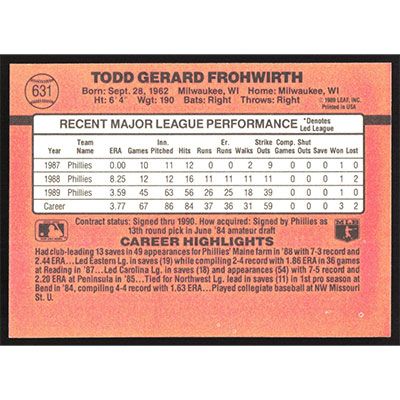 631
TODD GERARD FROHWIRTH
Born: Sept. 28, 1962 Milwaukee, WI Home: Milwaukee, WI
Ht: 6'4" Wgt: 190 Bats: Right Throws: Right
© 1989 LEAF, INC.
Printed in USA
RECENT MAJOR LEAGUE PERFORMANCE *Denotes Led League
Year Team Name ERA Games Inn. Pitched Hits Runs Er. Runs Walks Strike Outs Comp. Games Shut Outs Save Won Lost
1987 Phillies 0.00 10 11 12 0 0 2 9 0 0 0 1 0
1988 Phillies 8.25 12 12 16 11 11 11 11 0 0 0 1 2
1989 Phillies 3.59 45 63 56 26 25 18 39 0 0 0 1 0
Career 3.77 67 86 84 37 36 31 59 0 0 0 3 2
Contract status: Signed thru 1990. How acquired: Signed by Phillies as
13th round pick in June '84 amateur draft
MLB
CAREER HIGHLIGHTS
Had club-leading 13 saves in 49 appearances for Phillies' Maine farm in '88 with 7-3 record and
2.44 ERA...Led Eastern Lg. in saves (19) while compiling 2-4 record with 1.86 ERA in 36 games
at Reading in '87...Led Carolina Lg. in saves (18) and appearances (54) with 7-5 record and
2.20 ERA at Peninsula in '85...Tied for Northwest Lg. lead in saves (11) in 1st pro season at
Bend in '84, compiling 4-4 record with 1.63 ERA...Played collegiate baseball at NW Missouri
St. U.